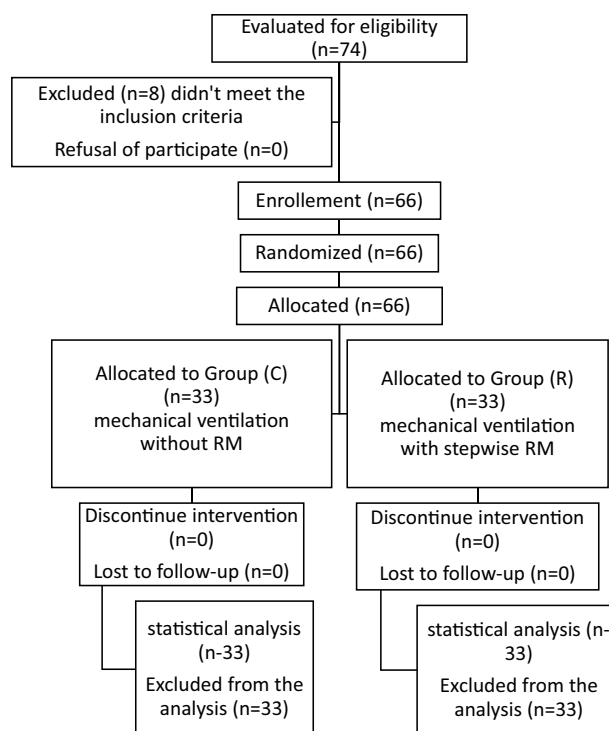 Evaluated for eligibility
(n=74)
Excluded (n=8) didn't meet the
inclusion criteria
Refusal of participate (n=0)
Enrollement (n=66)
Randomized (n=66)
Allocated (n=66)
Allocated to Group (C)
(n=33)
mechanical ventilation
without RM
Allocated to Group (R)
(n=33)
mechanical ventilation
with stepwise RM
Discontinue intervention
(n=0)
Lost to follow-up (n=0)
Discontinue intervention
(n=0)
Lost to follow-up (n=0)
statistical analysis
(n-33)
Excluded from the
analysis (n=33)
statistical analysis (n-
33)
Excluded from the
analysis (n=33)